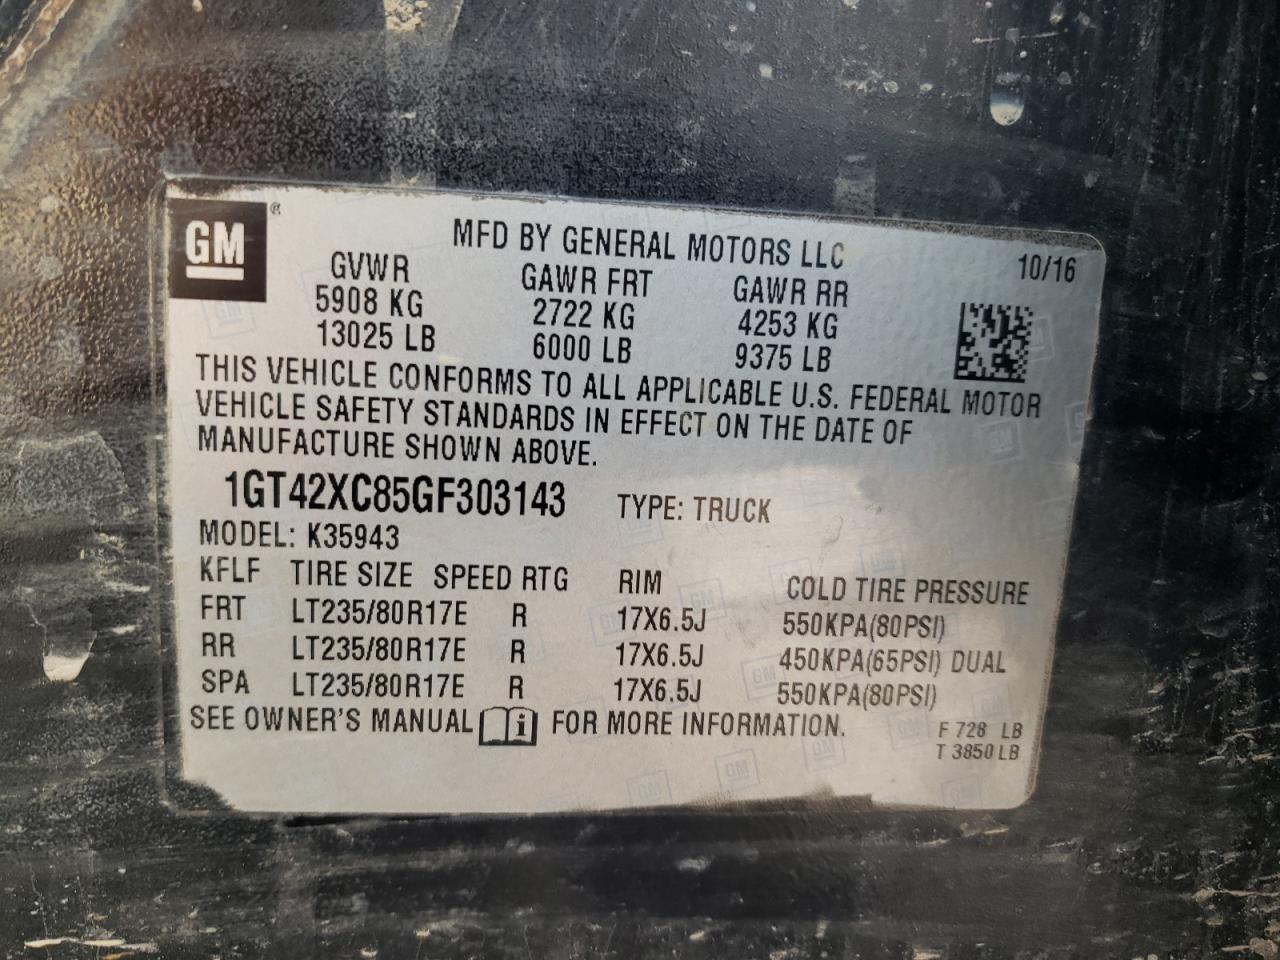 GM ®
MFD BY GENERAL MOTORS LLC
10/16
GVWR GAWR FRT GAWR RR
5908 KG 2722 KG 4253 KG
13025 LB 6000 LB 9375 LB
THIS VEHICLE CONFORMS TO ALL APPLICABLE U.S. FEDERAL MOTOR
VEHICLE SAFETY STANDARDS IN EFFECT ON THE DATE OF
MANUFACTURE SHOWN ABOVE.
1GT42XC85GF303143 TYPE: TRUCK
MODEL: K35943
KFLF TIRE SIZE SPEED RTG RIM COLD TIRE PRESSURE
FRT LT235/80R17E R 17X6.5J 550KPA(80PSI)
RR LT235/80R17E R 17X6.5J 450KPA(65PSI) DUAL
SPA LT235/80R17E R 17X6.5J 550KPA(80PSI)
SEE OWNER'S MANUAL i FOR MORE INFORMATION.
F 728 LB
T 3850 LB